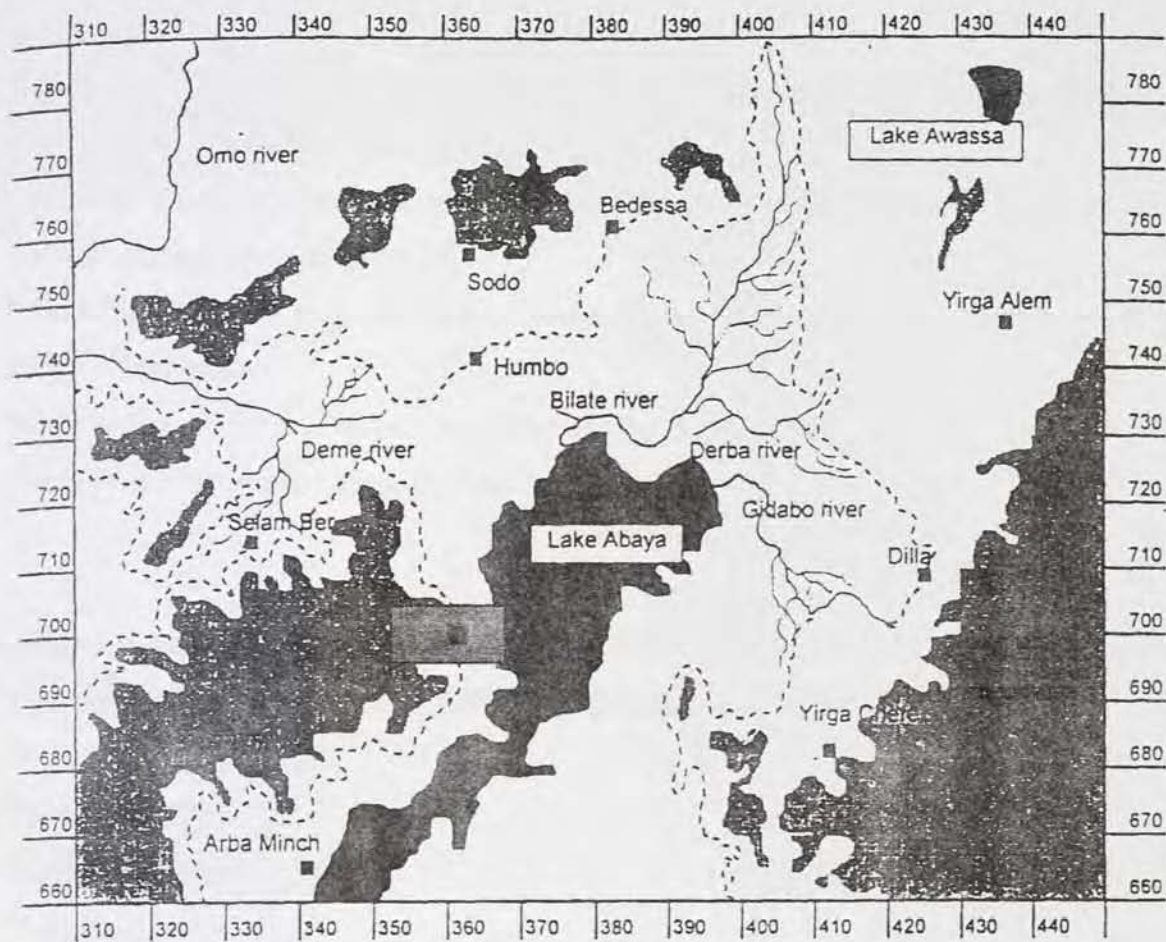 310 320 330 340 350 360 370 380 390 400 410 420 430 440
780 780
Lake Awassa
Omo river
770 770
Bedessa
760 760
Sodo
750 Yirga Alem 750
740 Humbo 740
Bilate river
730 Deme river Derba river 730
720 Gidabo river 720
Selam Ber
Lake Abaya
710 Dilla 710
700 700
690 690
Yirga Chefe
680 680
670 Arba Minch 670
660 660
310 320 330 340 350 360 370 380 390 400 410 420 430 440